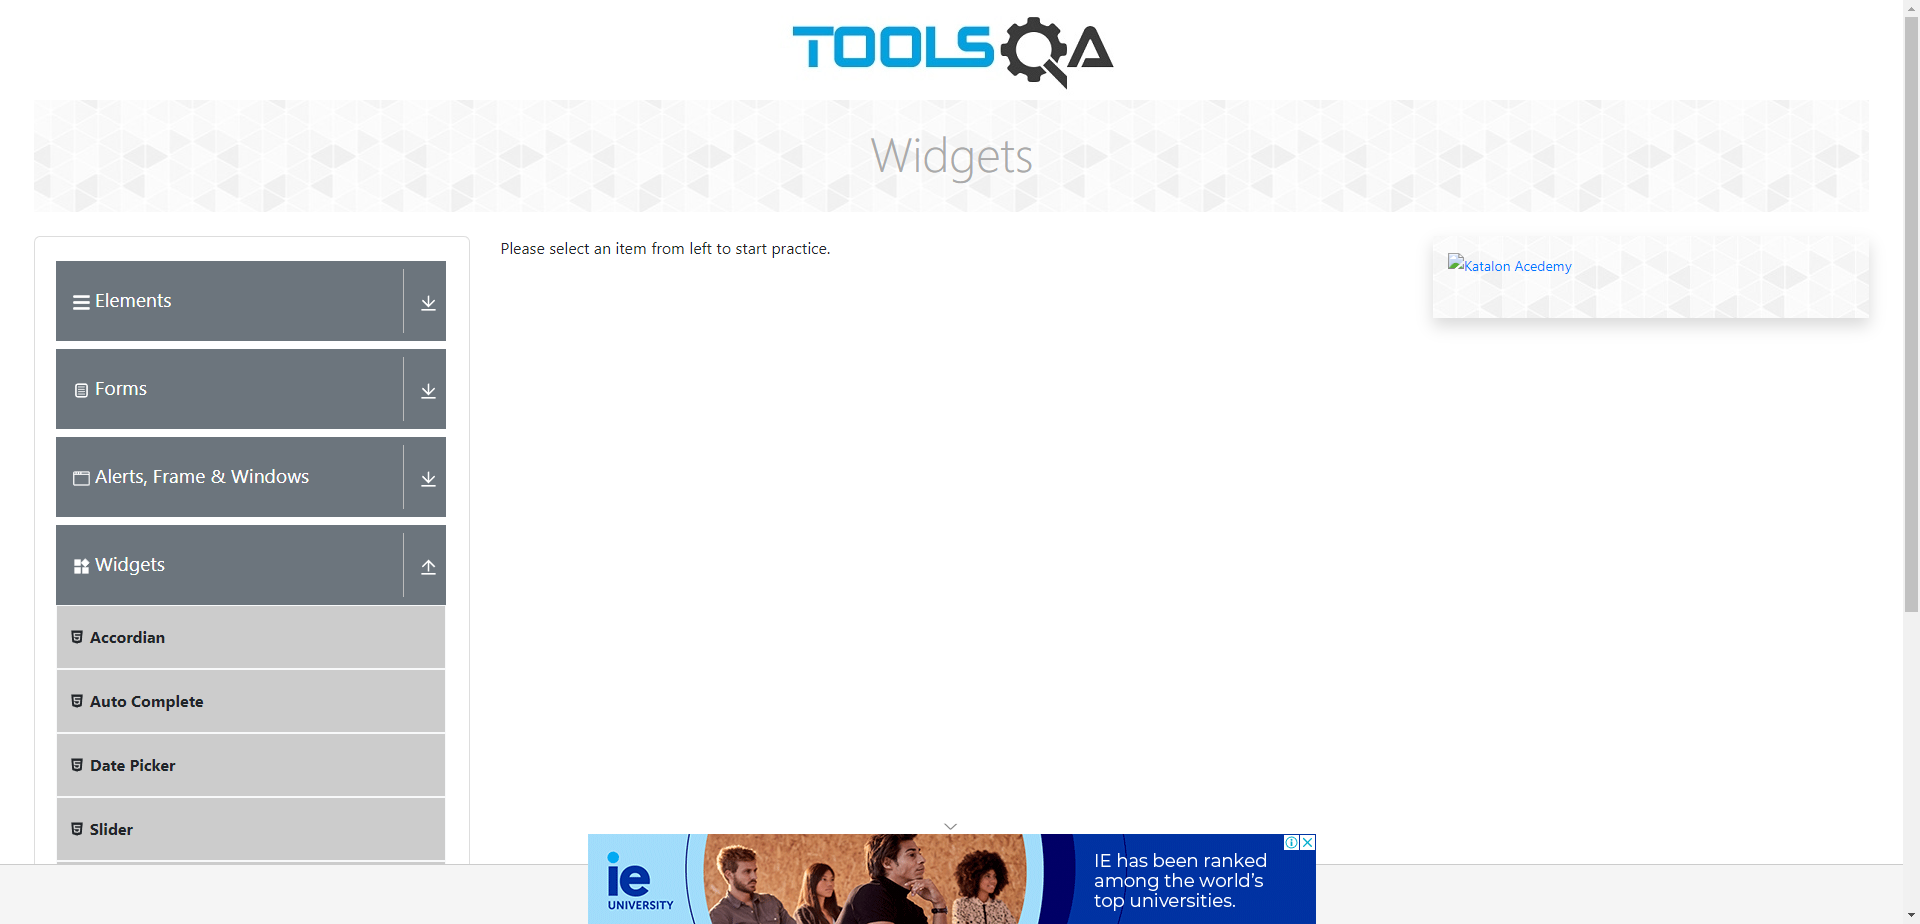 TOOLSQA
Widgets
Elements
Forms
Alerts, Frame & Windows
Widgets
Accordian
Auto Complete
Date Picker
Slider
Please select an item from left to start practice.
Katalon Acedemy
ie
UNIVERSITY
IE has been ranked
among the world's
top universities.